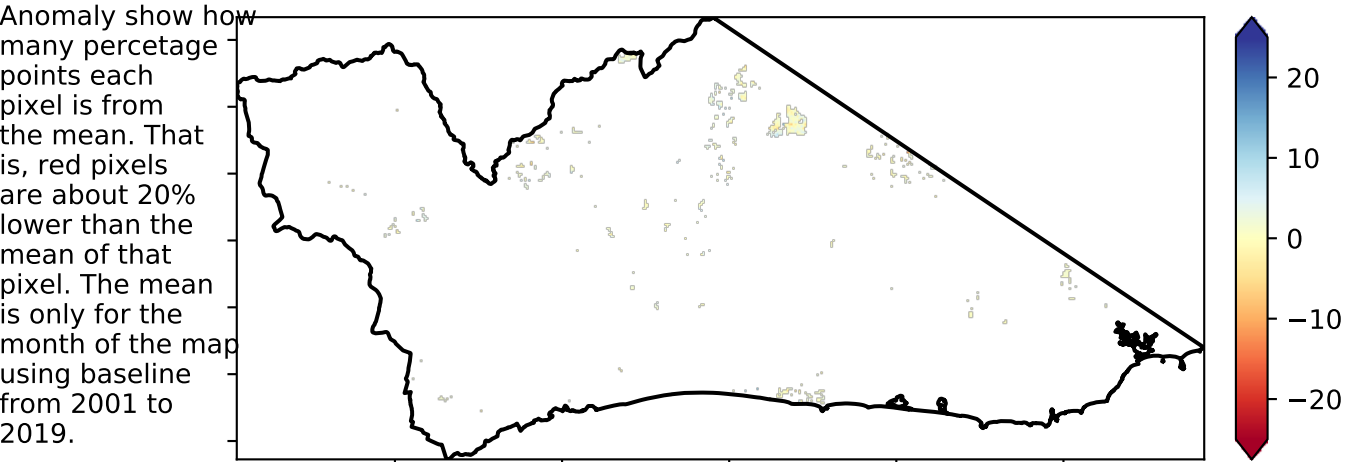 Anomaly show how
many percetage
points each
pixel is from
the mean. That
is, red pixels
are about 20%
lower than the
mean of that
pixel. The mean
is only for the
month of the map
using baseline
from 2001 to
2019.
20
10
0
−10
−20